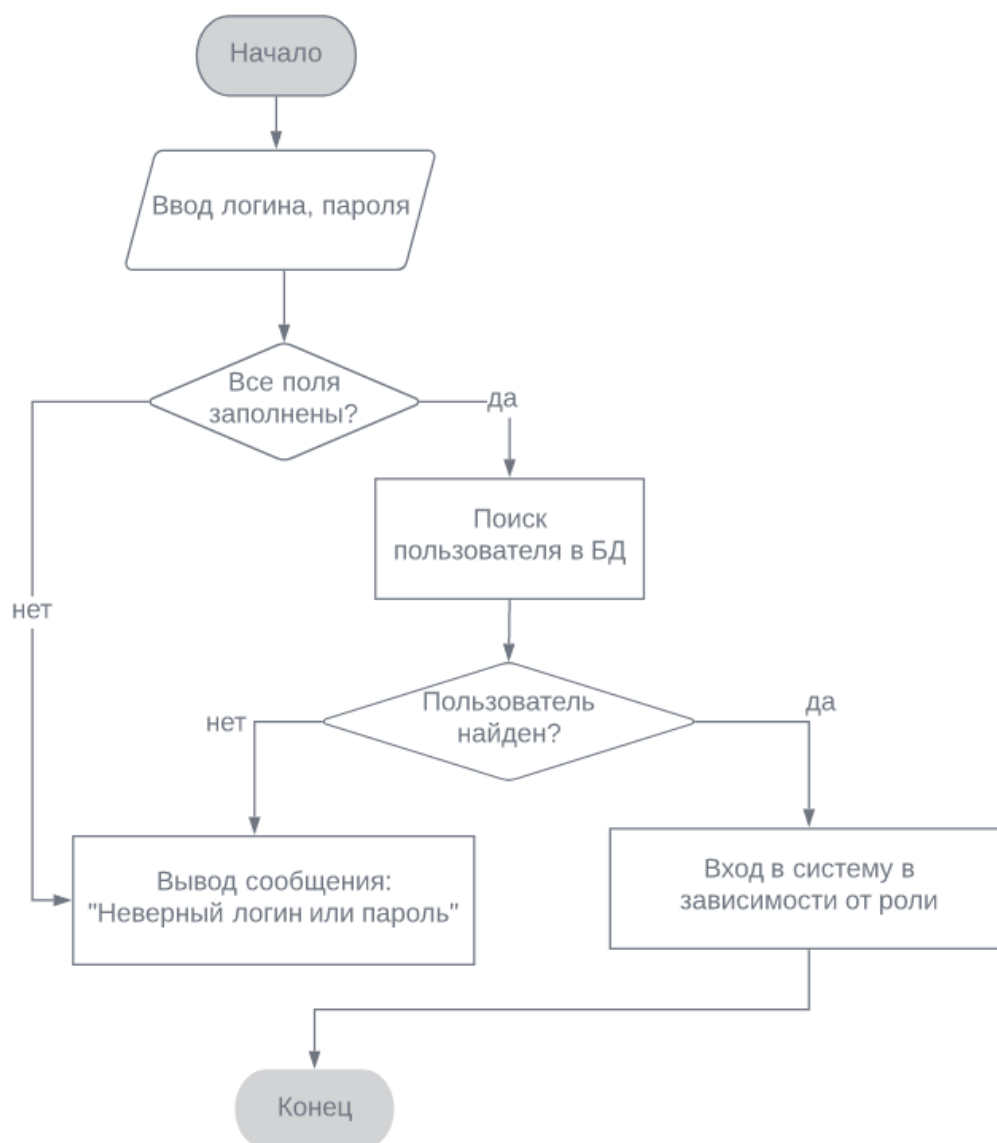 Начало
Ввод логина, пароля
Все поля
заполнены?
да
Поиск
пользователя в БД
нет
Пользователь
найден?
нет
да
Вывод сообщения:
"Неверный логин или пароль"
Вход в систему в
зависимости от роли
Конец